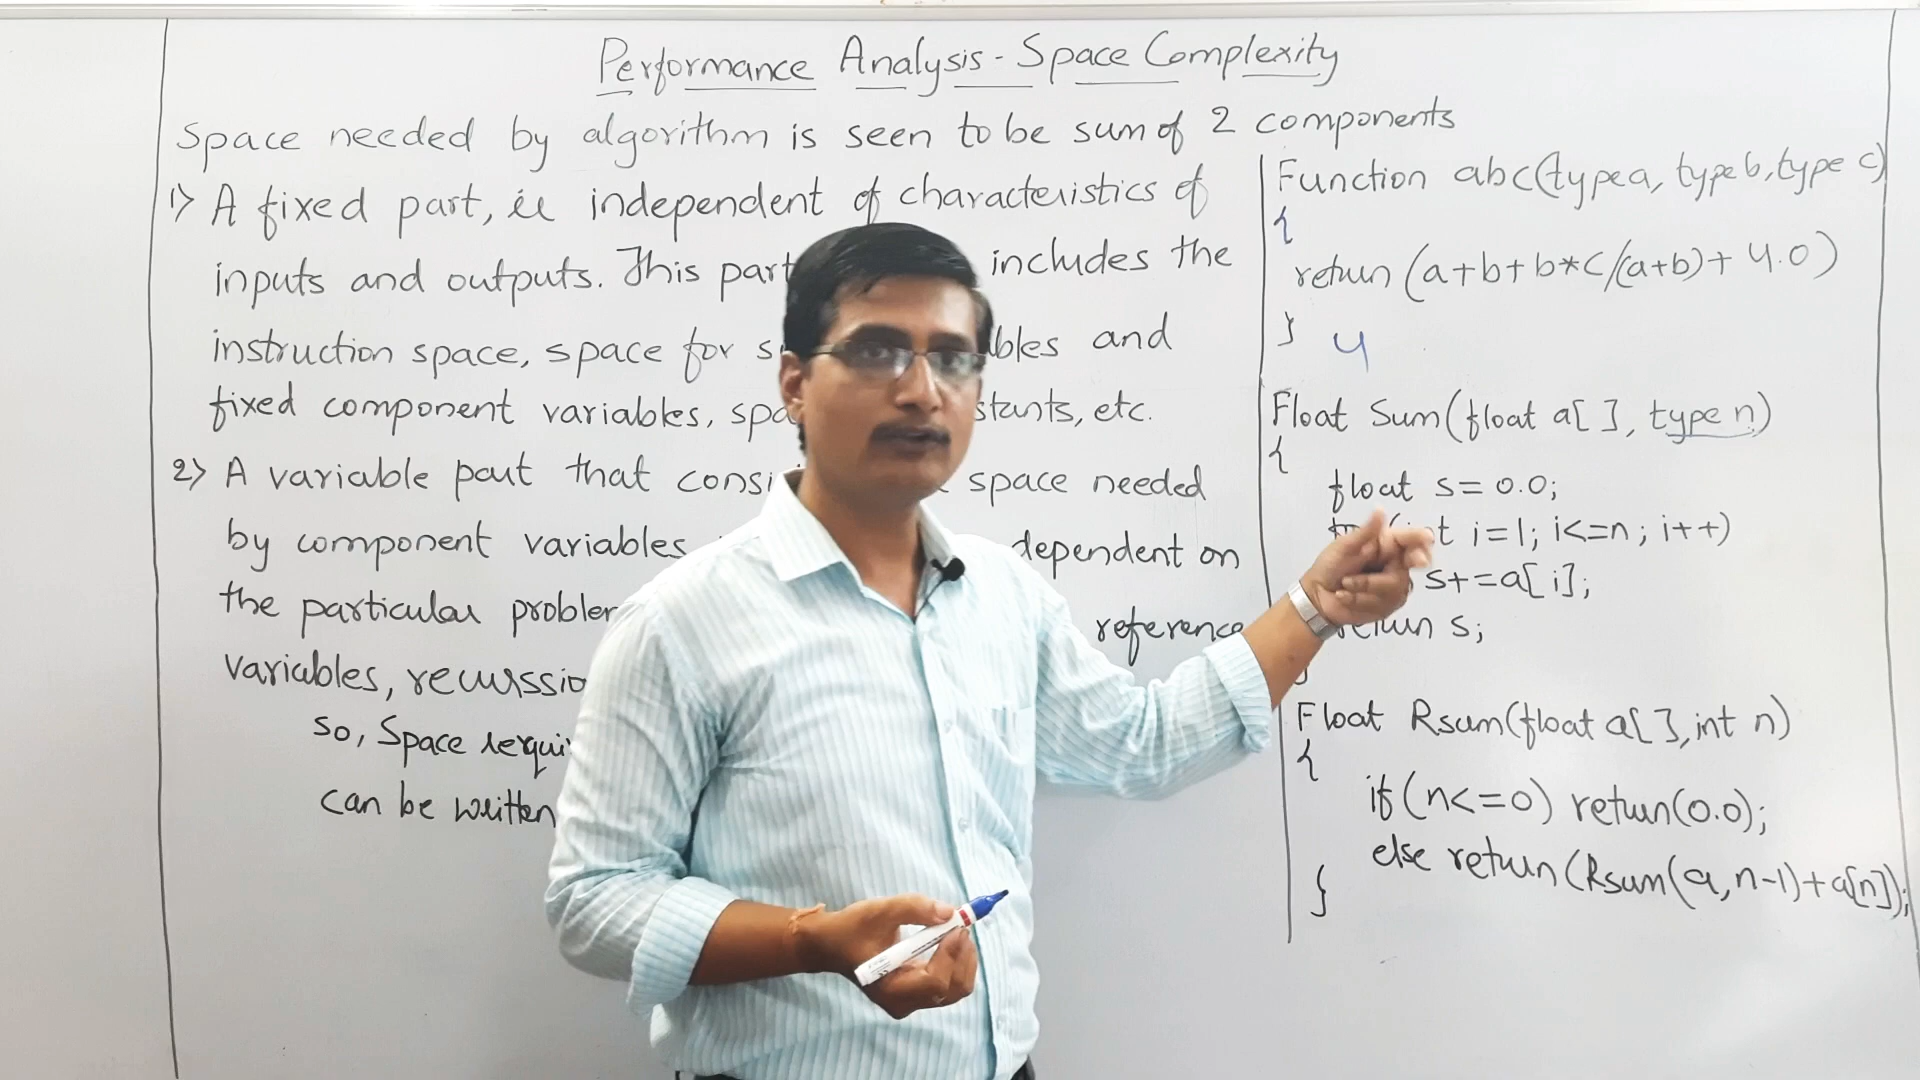 Performance Analysis - Space Complexity
Space needed by algorithm is seen to be sum of 2 components
1) A fixed part, ie independent of characteristics of
inputs and outputs. This part includes the
instruction space, space for and
fixed component variables, etc.
2) A variable part that space needed
by component variables dependent on
the particular reference
variables,
so, Space
can be written
Function abc(type a, type b, type c)
{
return (a+b+b*c/(a+b)+4.0)
}
4
Float Sum(float a[ ], type n)
{
float s=0.0;
i=1; i<=n; i++)
s+=a[i];
return s;
}
Float Rsum(float a[ ], int n)
{
if (n<=0) return(0.0);
else return(Rsum(a,n-1)+a[n]);
}